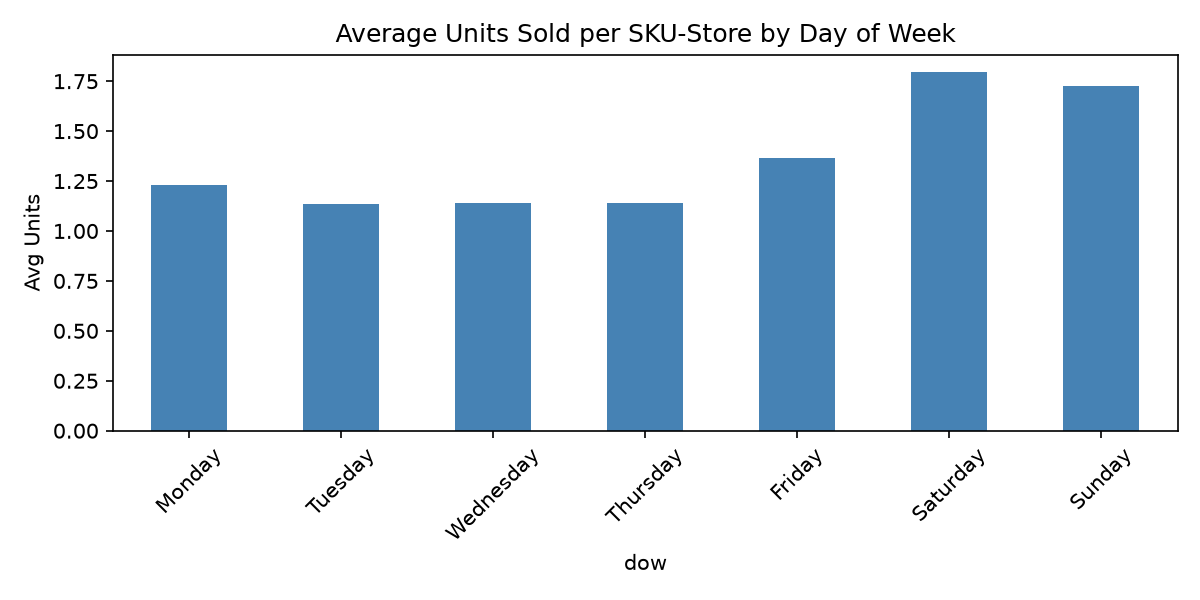 Average Units Sold per SKU-Store by Day of Week
Avg Units
1.75
1.50
1.25
1.00
0.75
0.50
0.25
0.00
Monday
Tuesday
Wednesday
Thursday
Friday
Saturday
Sunday
dow